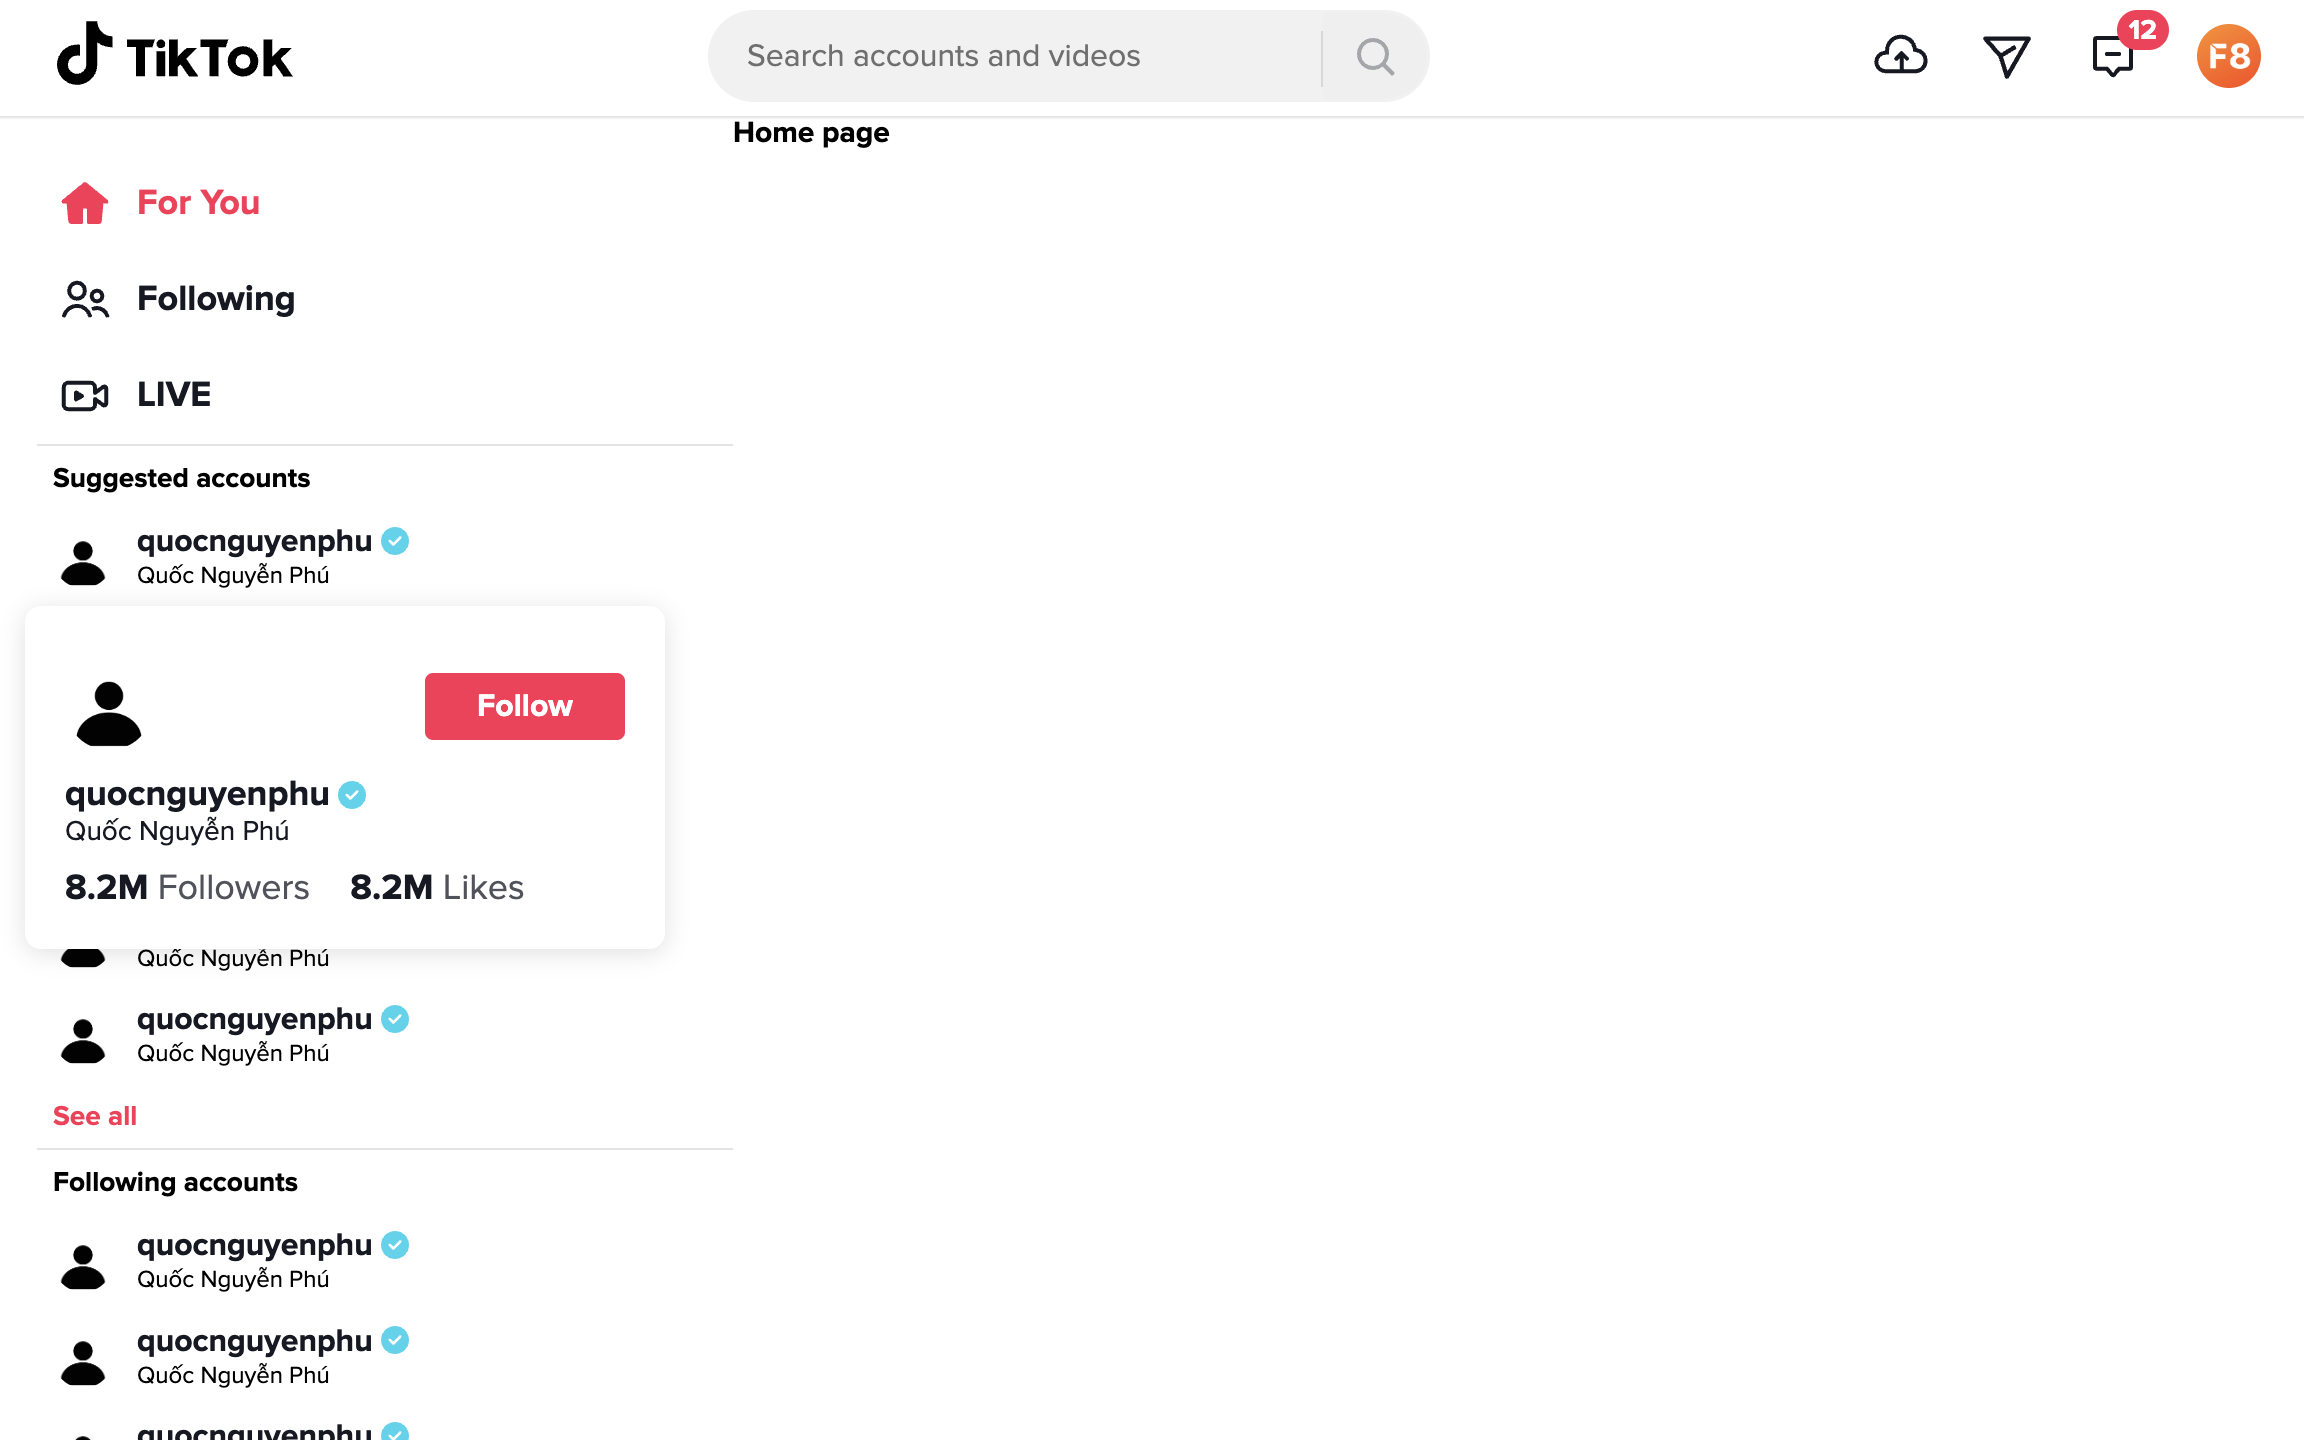 TikTok
Search accounts and videos
12
F8
Home page
For You
Following
LIVE
Suggested accounts
quocnguyenphu
Quốc Nguyễn Phú
Follow
quocnguyenphu
Quốc Nguyễn Phú
8.2M Followers 8.2M Likes
Quốc Nguyễn Phú
quocnguyenphu
Quốc Nguyễn Phú
See all
Following accounts
quocnguyenphu
Quốc Nguyễn Phú
quocnguyenphu
Quốc Nguyễn Phú
quocnguyenphu